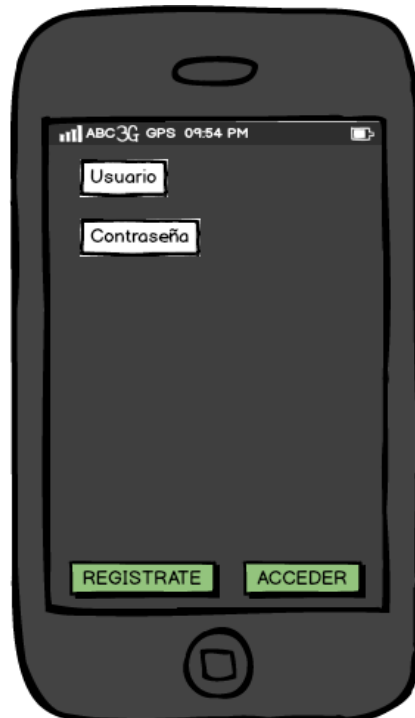 ABC 3G GPS 09:54 PM
Usuario
Contraseña
REGISTRATE ACCEDER